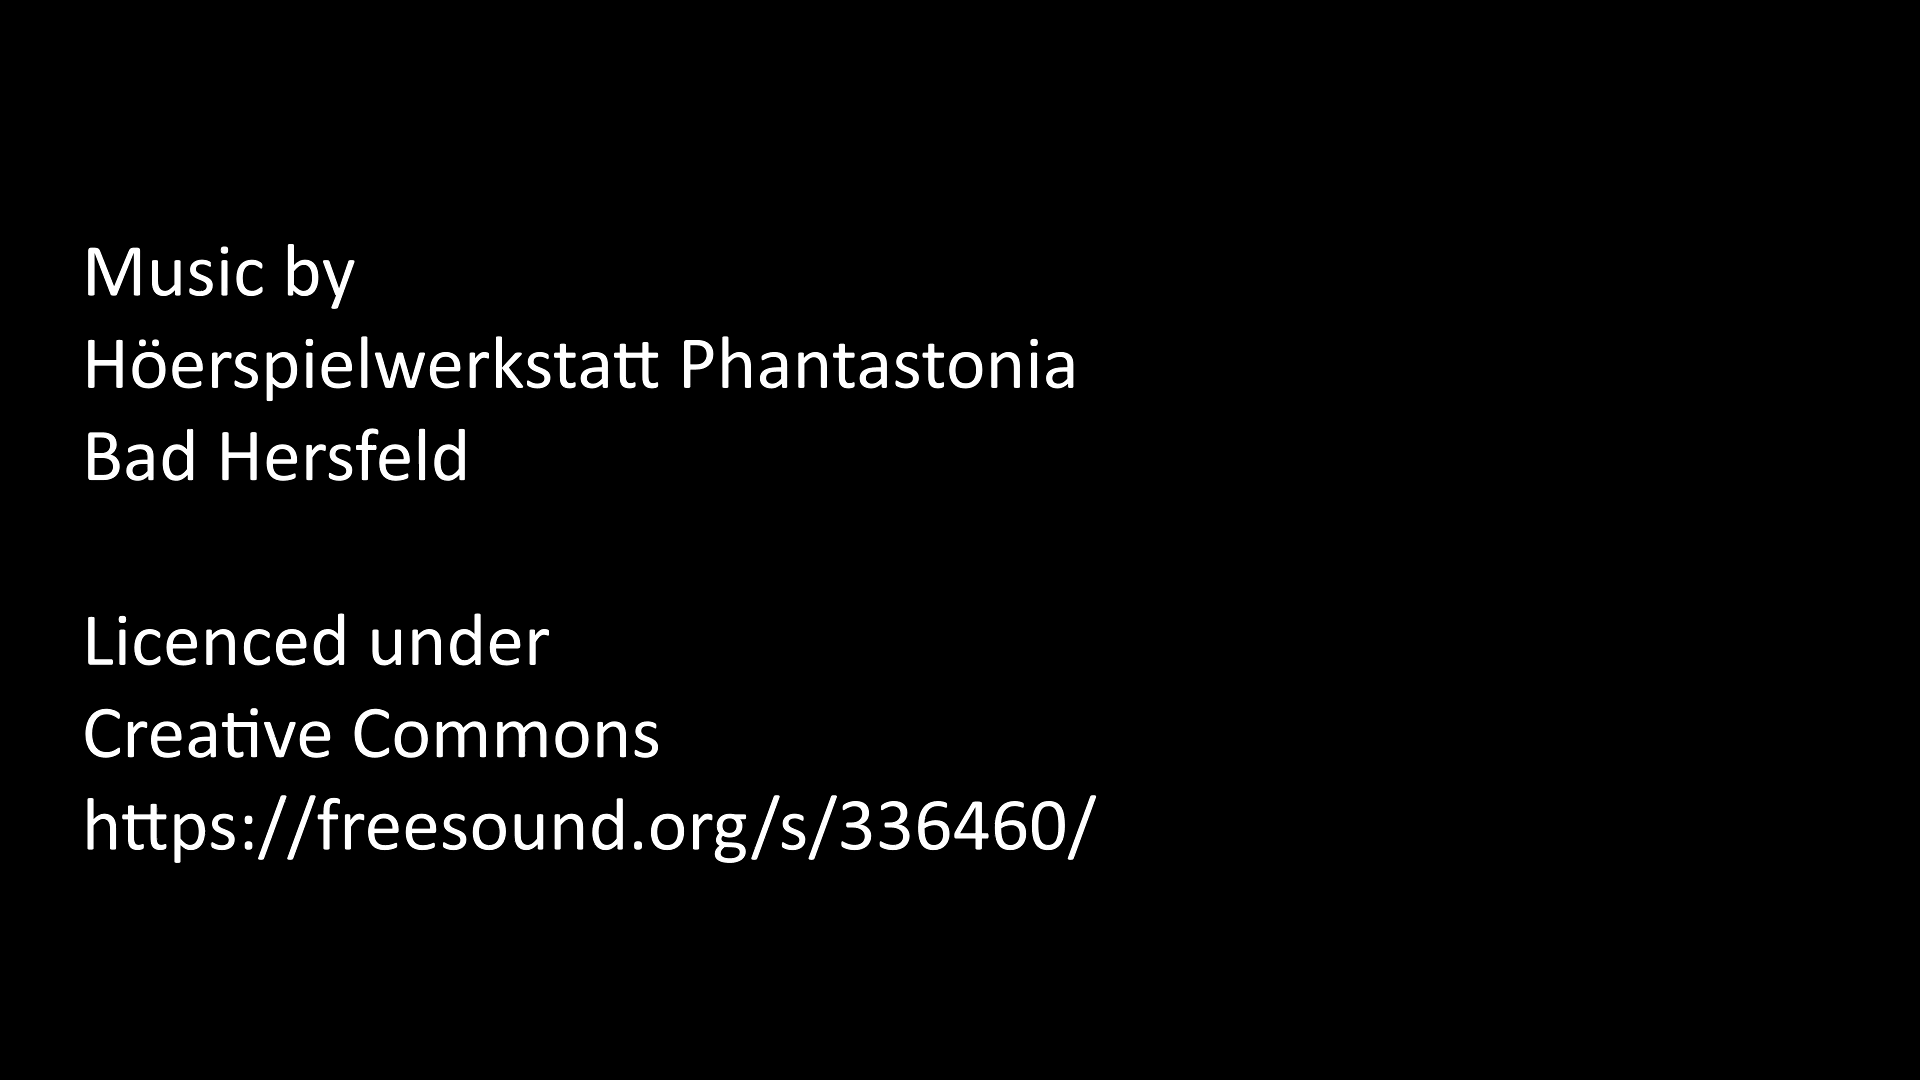 Music by
Höerspielwerkstatt Phantastonia
Bad Hersfeld
Licenced under
Creative Commons
https://freesound.org/s/336460/